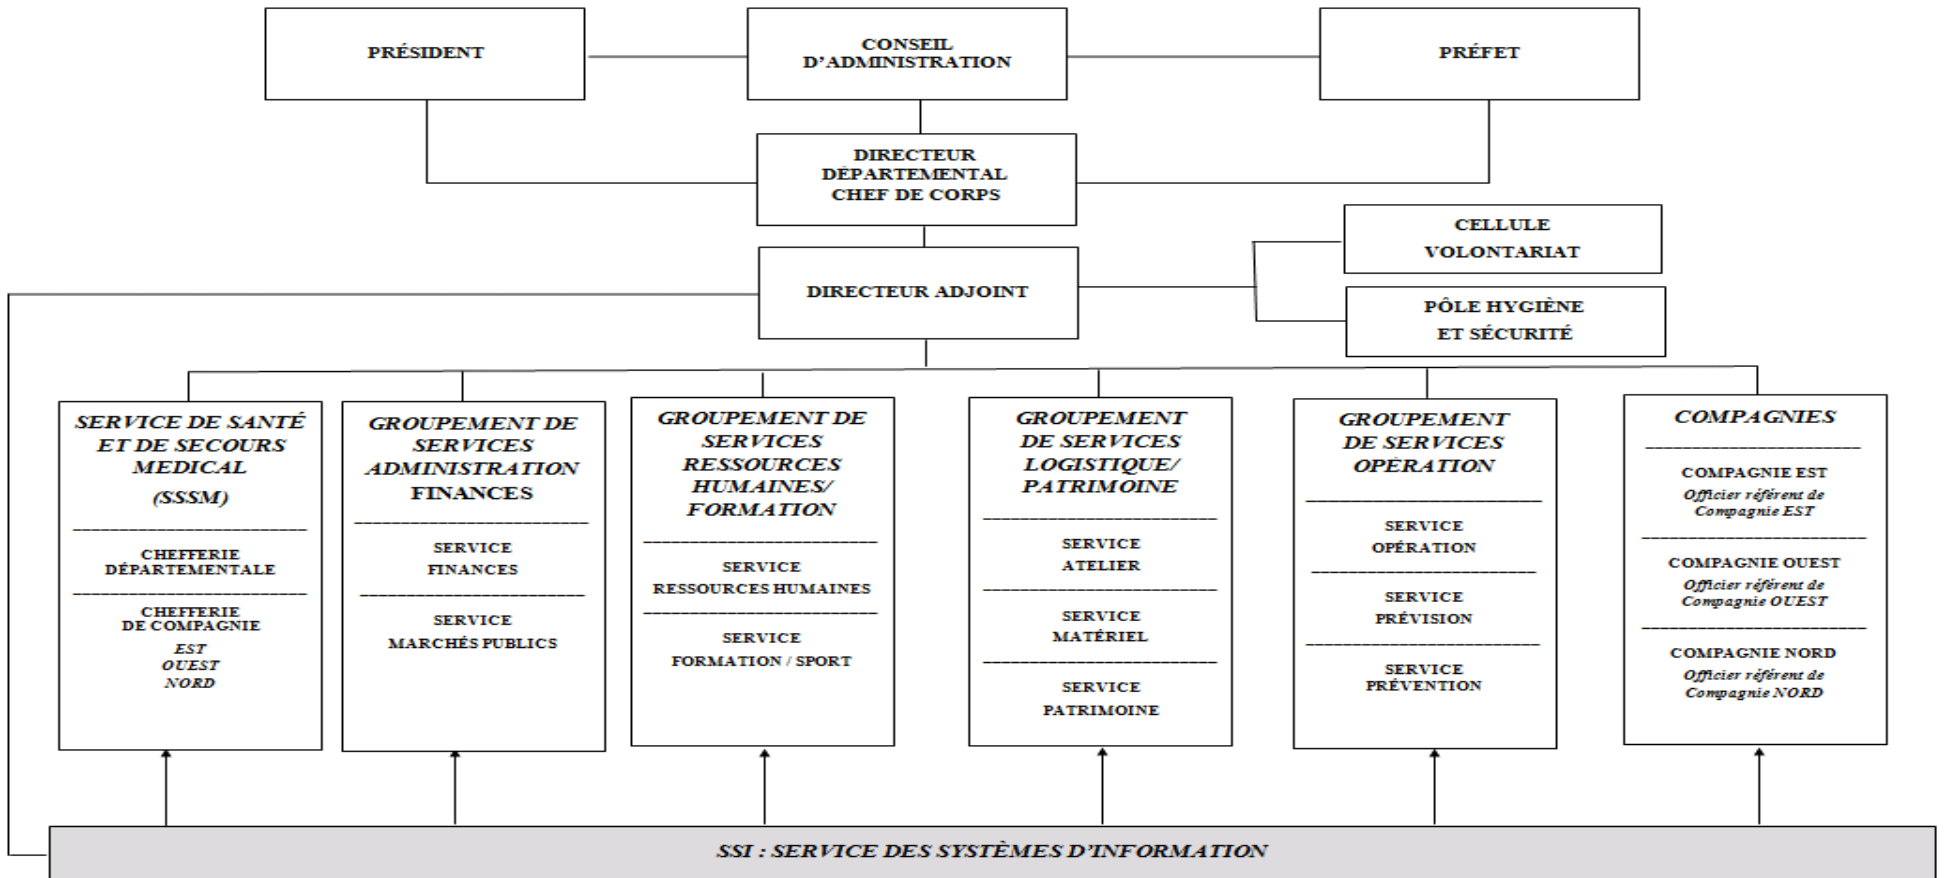 PRÉSIDENT
CONSEIL
D'ADMINISTRATION
PRÉFET
DIRECTEUR
DÉPARTEMENTAL
CHEF DE CORPS
CELLULE
VOLONTARIAT
DIRECTEUR ADJOINT
PÔLE HYGIÈNE
ET SÉCURITÉ
SERVICE DE SANTÉ
ET DE SECOURS
MEDICAL
(SSSM)
CHEFFERIE
DÉPARTEMENTALE
CHEFFERIE
DE COMPAGNIE
EST
OUEST
NORD
GROUPEMENT DE
SERVICES
ADMINISTRATION
FINANCES
SERVICE
FINANCES
SERVICE
MARCHÉS PUBLICS
GROUPEMENT DE
SERVICES
RESSOURCES
HUMAINES/
FORMATION
SERVICE
RESSOURCES HUMAINES
SERVICE
FORMATION / SPORT
GROUPEMENT
DE SERVICES
LOGISTIQUE/
PATRIMOINE
SERVICE
ATELIER
SERVICE
MATÉRIEL
SERVICE
PATRIMOINE
GROUPEMENT
DE SERVICES
OPÉRATION
SERVICE
OPÉRATION
SERVICE
PRÉVISION
SERVICE
PRÉVENTION
COMPAGNIES
COMPAGNIE EST
Officier référent de
Compagnie EST
COMPAGNIE OUEST
Officier référent de
Compagnie OUEST
COMPAGNIE NORD
Officier référent de
Compagnie NORD
SSI : SERVICE DES SYSTÈMES D'INFORMATION